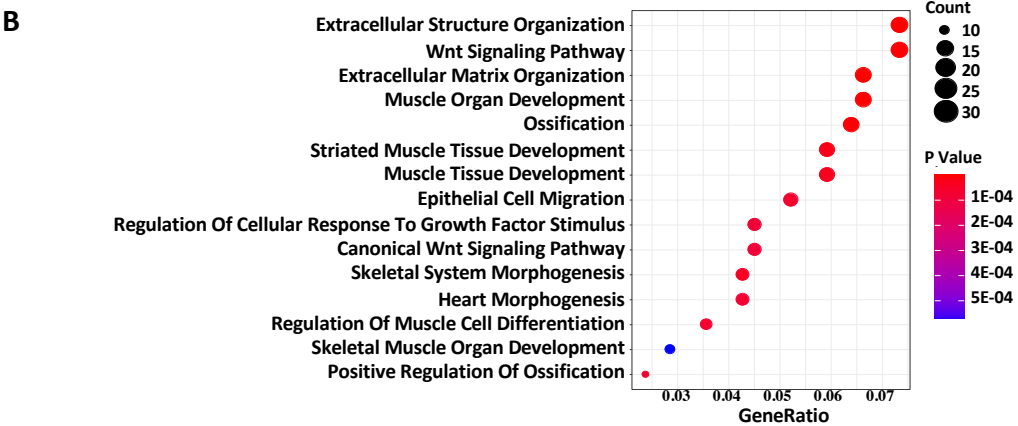 B
Extracellular Structure Organization
Wnt Signaling Pathway
Extracellular Matrix Organization
Muscle Organ Development
Ossification
Striated Muscle Tissue Development
Muscle Tissue Development
Epithelial Cell Migration
Regulation Of Cellular Response To Growth Factor Stimulus
Canonical Wnt Signaling Pathway
Skeletal System Morphogenesis
Heart Morphogenesis
Regulation Of Muscle Cell Differentiation
Skeletal Muscle Organ Development
Positive Regulation Of Ossification
0.03 0.04 0.05 0.06 0.07
GeneRatio
Count
10
15
20
25
30
P Value
1E-04
2E-04
3E-04
4E-04
5E-04